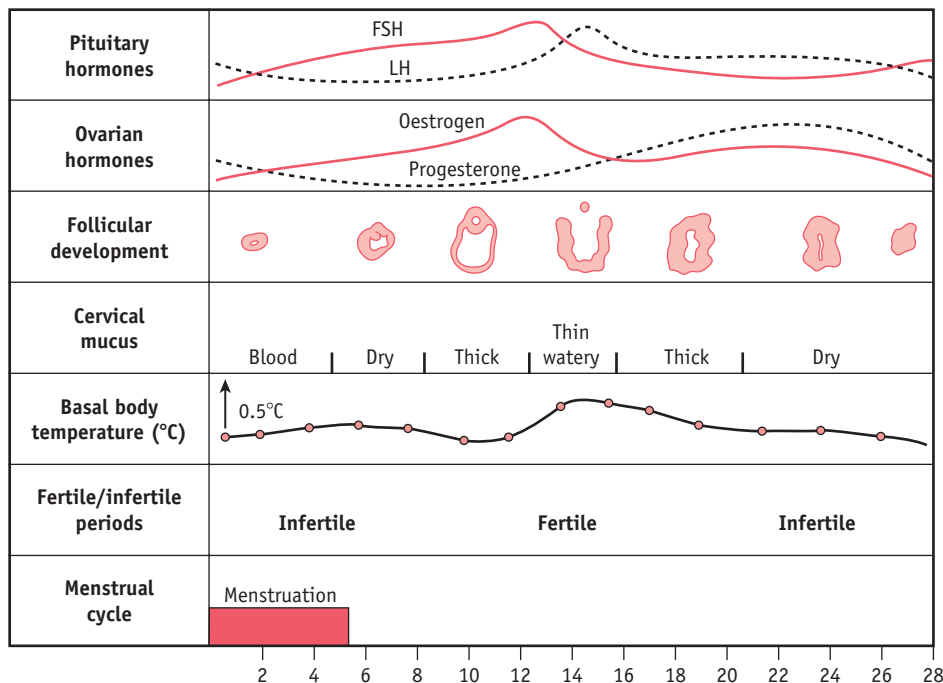 Pituitary
hormones
FSH
LH
Ovarian
hormones
Oestrogen
Progesterone
Follicular
development
Cervical
mucus
Blood
Dry
Thick
Thin
watery
Thick
Dry
Basal body
temperature (°C)
0.5°C
Fertile/infertile
periods
Infertile
Fertile
Infertile
Menstrual
cycle
Menstruation
2 4 6 8 10 12 14 16 18 20 22 24 26 28